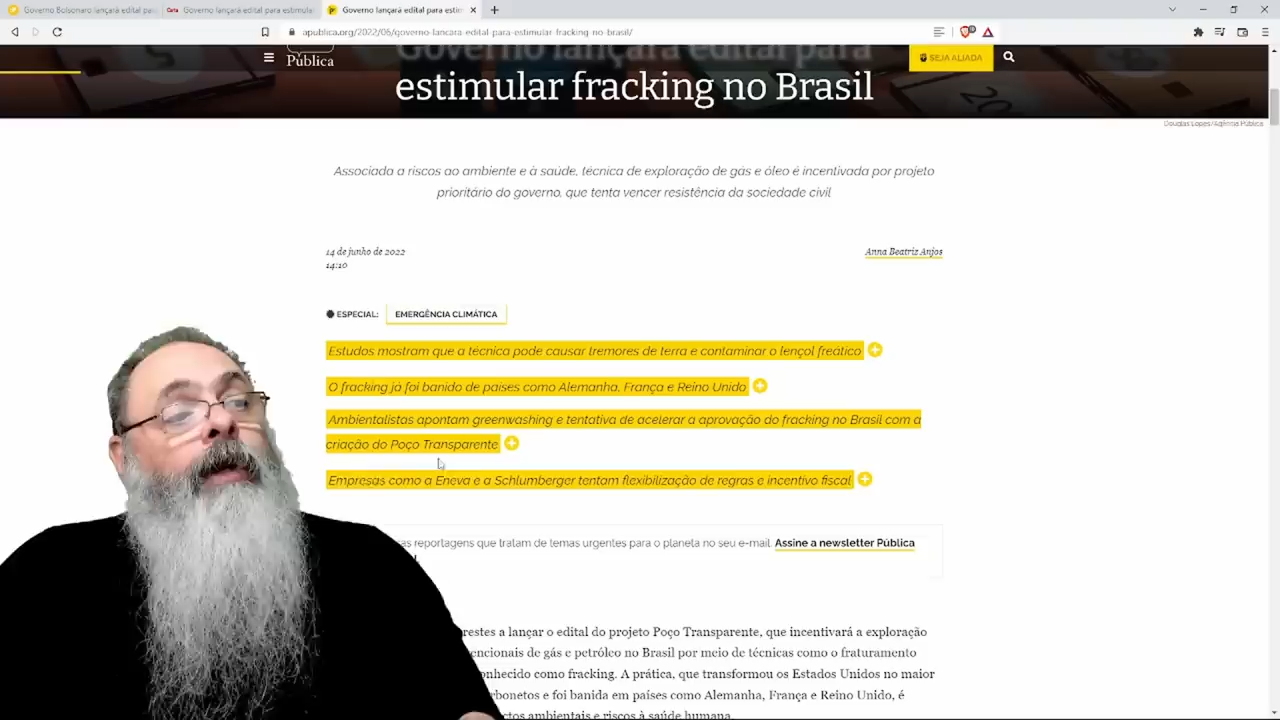 Governo Bolsonaro lançará edital pa
Governo lançará edital para estimular
Governo lançará edital para estim
apublica.org/2022/06/governo-lancara-edital-para-estimular-fracking-no-brasil/
Pública
SEJA ALIADA
Governo lançará edital para
estimular fracking no Brasil
20
Douglas Lopes/Agência Pública
Associada a riscos ao ambiente e à saúde, técnica de exploração de gás e óleo é incentivada por projeto
prioritário do governo, que tenta vencer resistência da sociedade civil
14 de junho de 2022
14:10
Anna Beatriz Anjos
ESPECIAL: EMERGÊNCIA CLIMÁTICA
Estudos mostram que a técnica pode causar tremores de terra e contaminar o lençol freático
O fracking já foi banido de países como Alemanha, França e Reino Unido
Ambientalistas apontam greenwashing e tentativa de acelerar a aprovação do fracking no Brasil com a
criação do Poço Transparente
Empresas como a Eneva e a Schlumberger tentam flexibilização de regras e incentivo fiscal
as reportagens que tratam de temas urgentes para o planeta no seu e-mail. Assine a newsletter Pública
restes a lançar o edital do projeto Poço Transparente, que incentivará a exploração
encionais de gás e petróleo no Brasil por meio de técnicas como o fraturamento
onhecido como fracking. A prática, que transformou os Estados Unidos no maior
rbonetos e foi banida em países como Alemanha, França e Reino Unido, é
ctos ambientais e riscos à saúde humana.